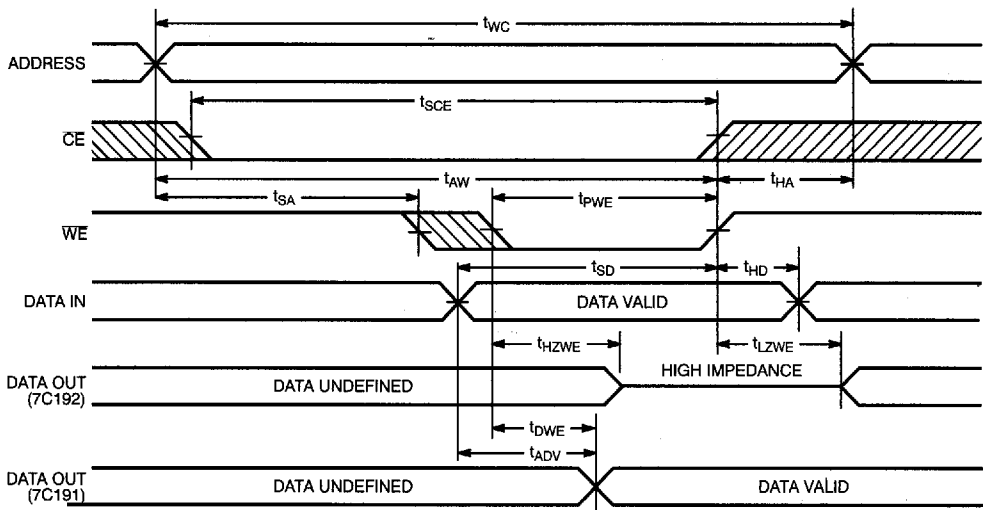 tWC
ADDRESS
tSCE
CE
tAW
tHA
tSA
tPWE
WE
tSD
tHD
DATA IN
DATA VALID
tHZWE
tLZWE
HIGH IMPEDANCE
DATA OUT
(7C192)
DATA UNDEFINED
tDWE
tADV
DATA OUT
(7C191)
DATA UNDEFINED
DATA VALID